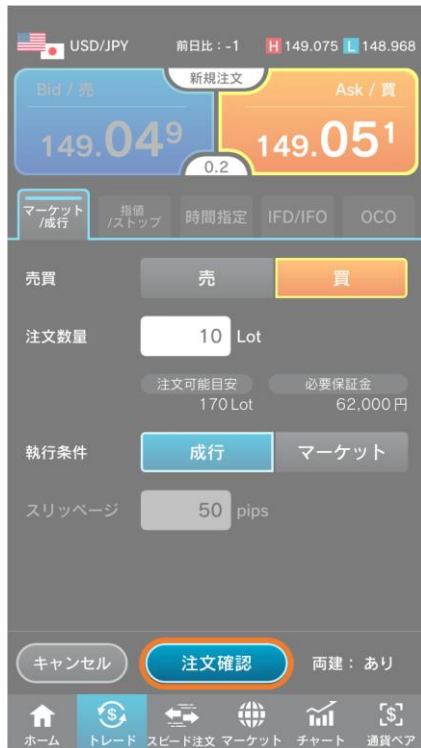 USD/JPY 前日比：-1 H 149.075 L 148.968
Bid / 売 新規注文 Ask / 買
149.049 149.051
0.2
マーケット 指値 時間指定 IFD/IFO OCO
/成行 /ストップ
売買 売 買
注文数量 10 Lot
注文可能目安 必要保証金
170 Lot 62,000 円
執行条件 成行 マーケット
スリッページ 50 pips
キャンセル 注文確認 両建： あり
ホーム トレード スピード注文 マーケット チャート 通貨ペア